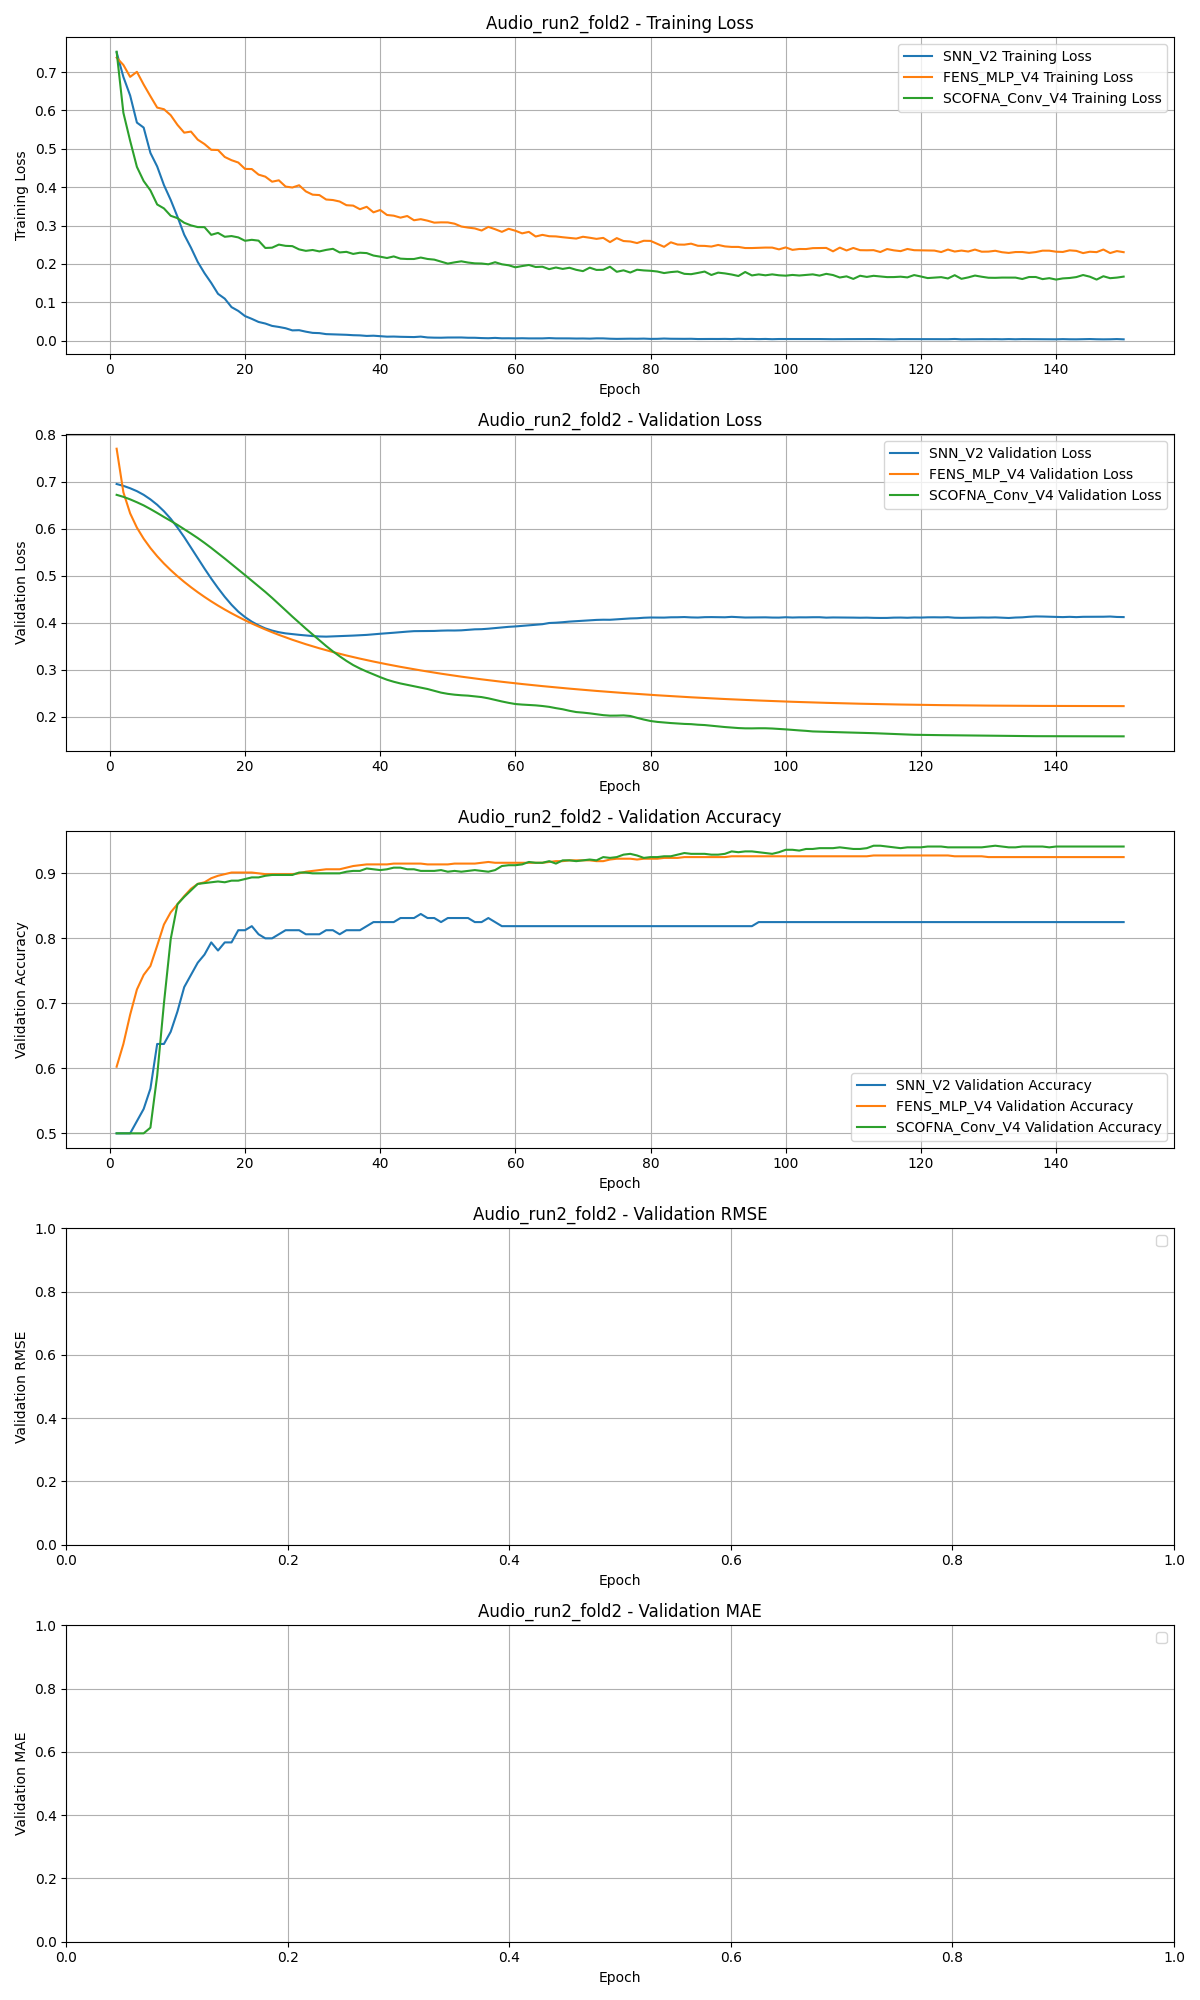 Audio_run2_fold2 - Training Loss
SNN_V2 Training Loss
FENS_MLP_V4 Training Loss
SCOFNA_Conv_V4 Training Loss
Training Loss
0.7
0.6
0.5
0.4
0.3
0.2
0.1
0.0
0 20 40 60 80 100 120 140
Epoch
Audio_run2_fold2 - Validation Loss
SNN_V2 Validation Loss
FENS_MLP_V4 Validation Loss
SCOFNA_Conv_V4 Validation Loss
Validation Loss
0.8
0.7
0.6
0.5
0.4
0.3
0.2
0 20 40 60 80 100 120 140
Epoch
Audio_run2_fold2 - Validation Accuracy
Validation Accuracy
0.9
0.8
0.7
0.6
0.5
SNN_V2 Validation Accuracy
FENS_MLP_V4 Validation Accuracy
SCOFNA_Conv_V4 Validation Accuracy
0 20 40 60 80 100 120 140
Epoch
Audio_run2_fold2 - Validation RMSE
Validation RMSE
1.0
0.8
0.6
0.4
0.2
0.0
0.0 0.2 0.4 0.6 0.8 1.0
Epoch
Audio_run2_fold2 - Validation MAE
Validation MAE
1.0
0.8
0.6
0.4
0.2
0.0
0.0 0.2 0.4 0.6 0.8 1.0
Epoch